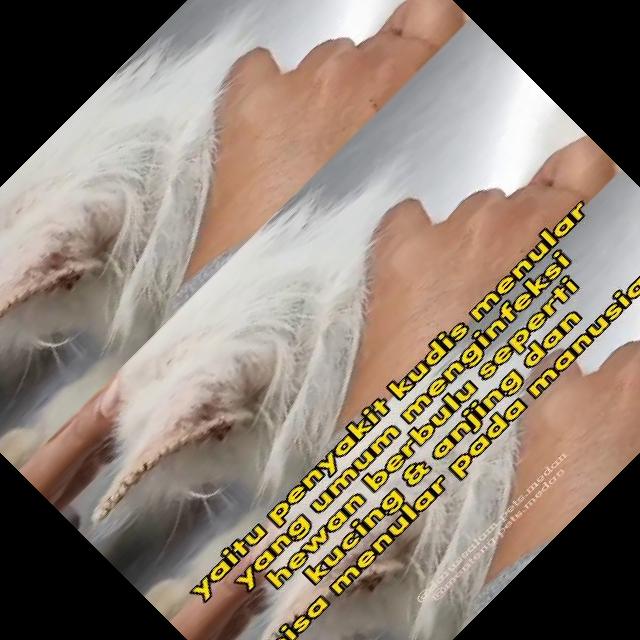 yaitu penyakit kudis menular
yang umum menginfeksi
hewan berbulu seperti
kucing & anjing dan
isa menular pada manusia